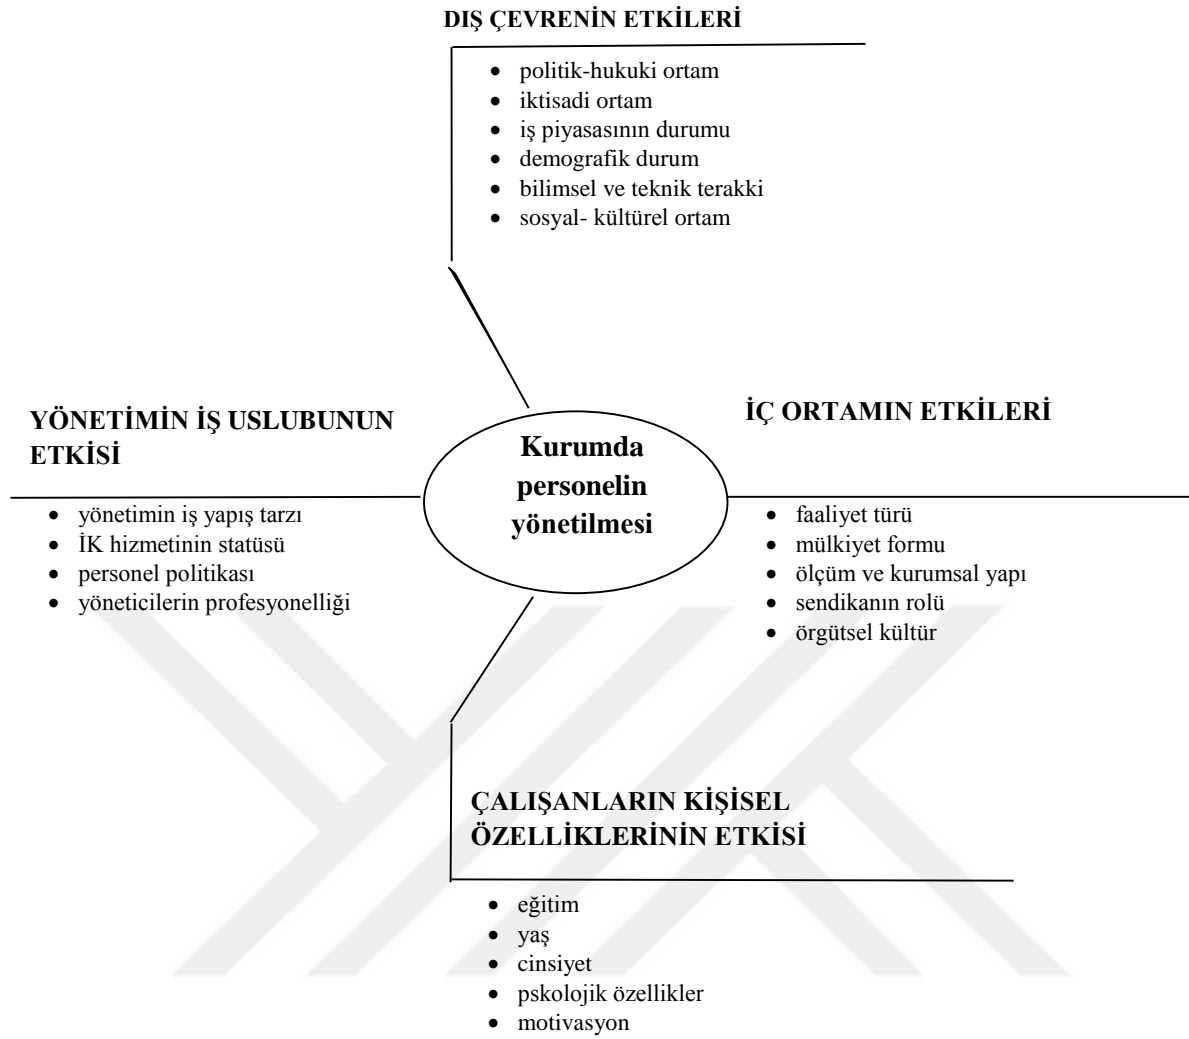 DIŞ ÇEVRENİN ETKİLERİ
• politik-hukuki ortam
• iktisadi ortam
• iş piyasasının durumu
• demografik durum
• bilimsel ve teknik terakki
• sosyal- kültürel ortam
YÖNETİMİN İŞ USLUBUNUN
ETKİSİ
• yönetimin iş yapış tarzı
• İK hizmetinin statüsü
• personel politikası
• yöneticilerin profesyonelliği
Kurumda
personelin
yönetilmesi
İÇ ORTAMIN ETKİLERİ
• faaliyet türü
• mülkiyet formu
• ölçüm ve kurumsal yapı
• sendikanın rolü
• örgütsel kültür
ÇALIŞANLARIN KİŞİSEL
ÖZELLİKLERİNİN ETKİSİ
• eğitim
• yaş
• cinsiyet
• pskolojik özellikler
• motivasyon